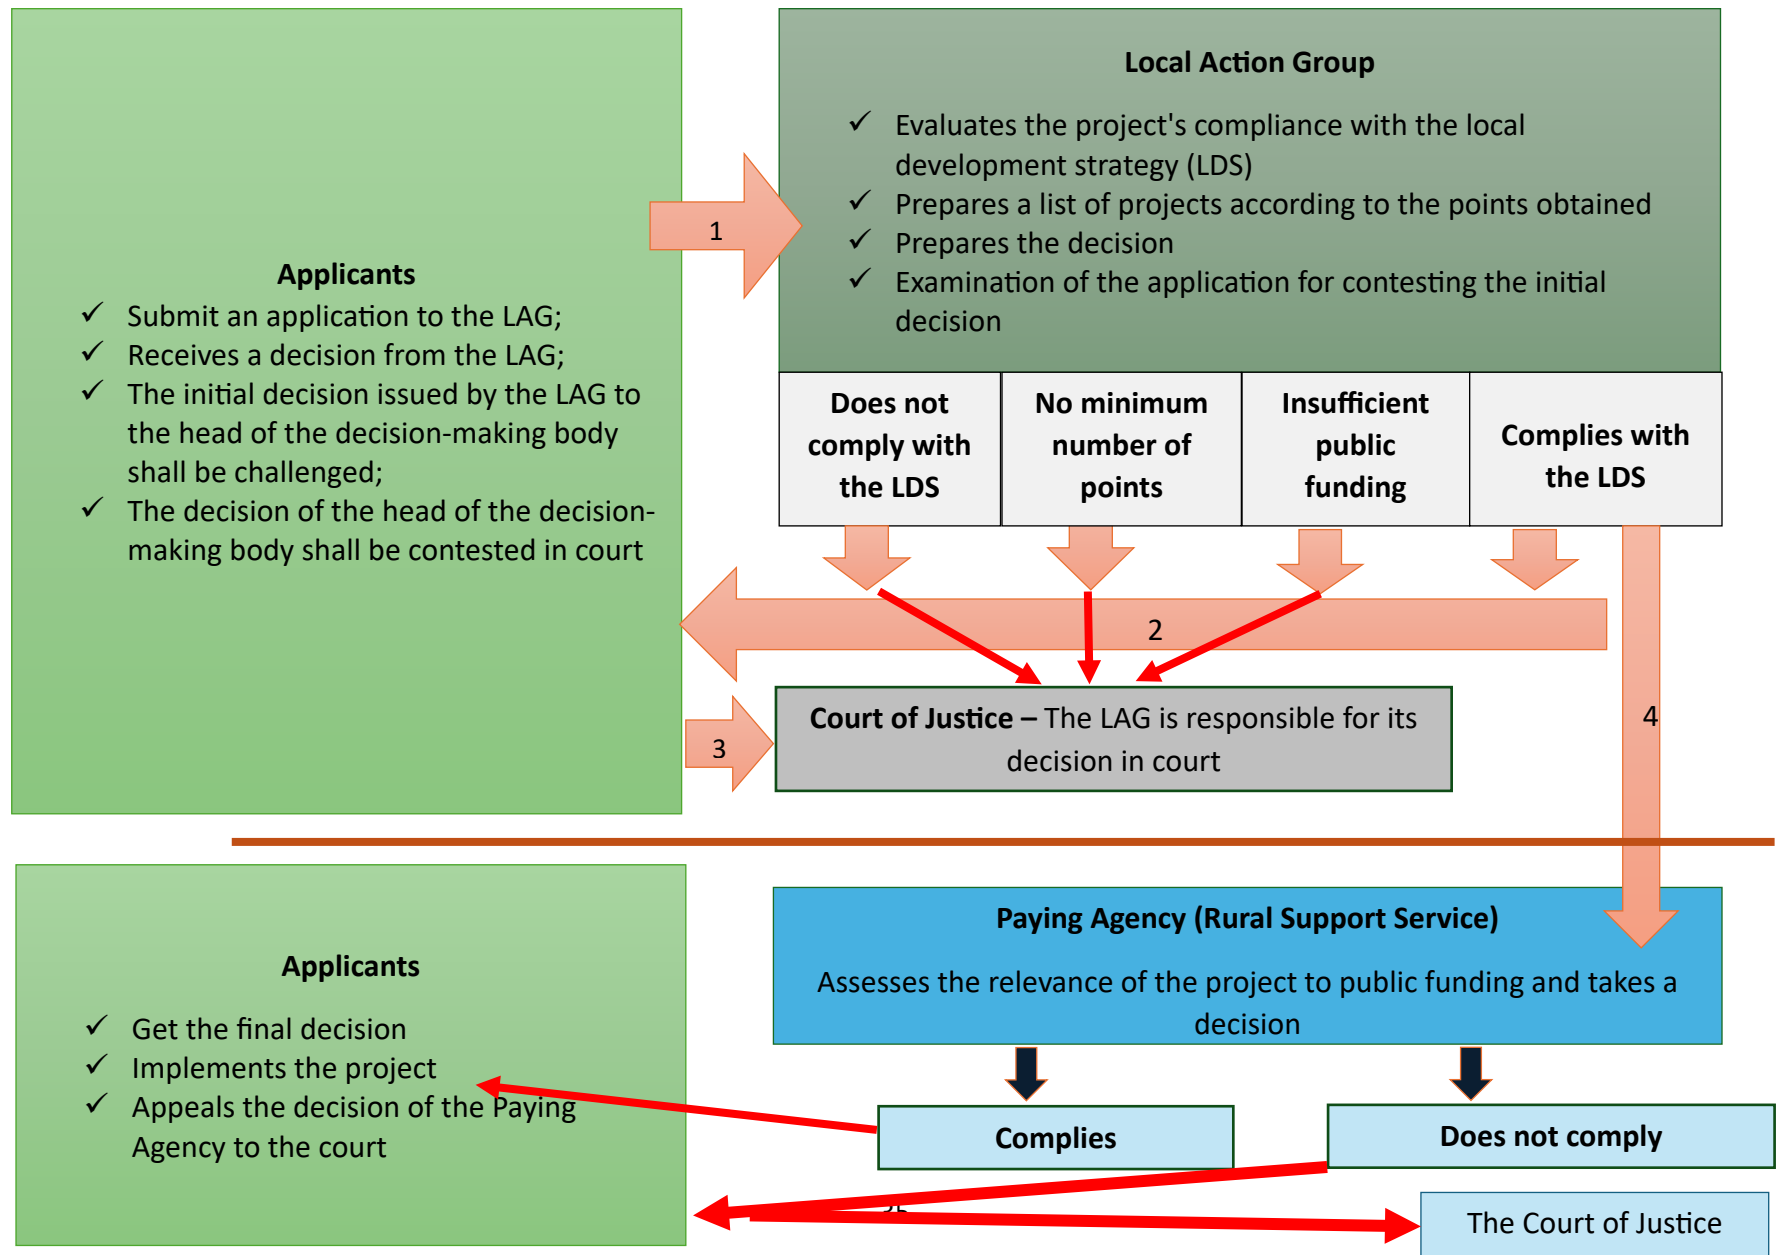 Applicants
✓ Submit an application to the LAG;
✓ Receives a decision from the LAG;
✓ The initial decision issued by the LAG to
the head of the decision-making body
shall be challenged;
✓ The decision of the head of the decision-
making body shall be contested in court
1
Local Action Group
✓ Evaluates the project's compliance with the local
development strategy (LDS)
✓ Prepares a list of projects according to the points obtained
✓ Prepares the decision
✓ Examination of the application for contesting the initial
decision
Does not
comply with
the LDS
No minimum
number of
points
Insufficient
public
funding
Complies with
the LDS
2
3
Court of Justice – The LAG is responsible for its
decision in court
4
Applicants
✓ Get the final decision
✓ Implements the project
✓ Appeals the decision of the Paying
Agency to the court
Paying Agency (Rural Support Service)
Assesses the relevance of the project to public funding and takes a
decision
Complies
Does not comply
The Court of Justice